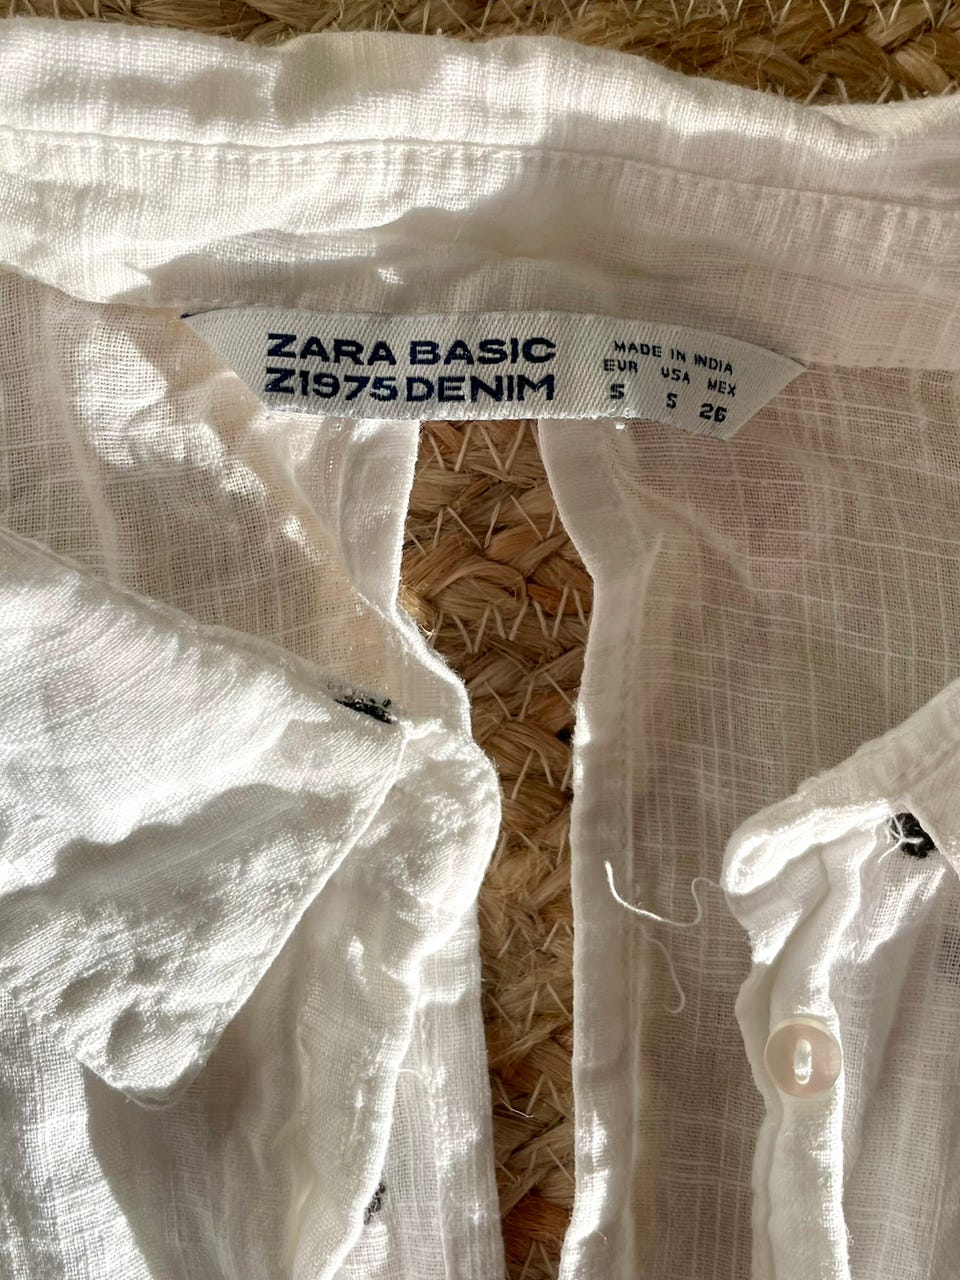 ZARA BASIC
Z1975 DENIM
MADE IN INDIA
EUR USA MEX
S S 26